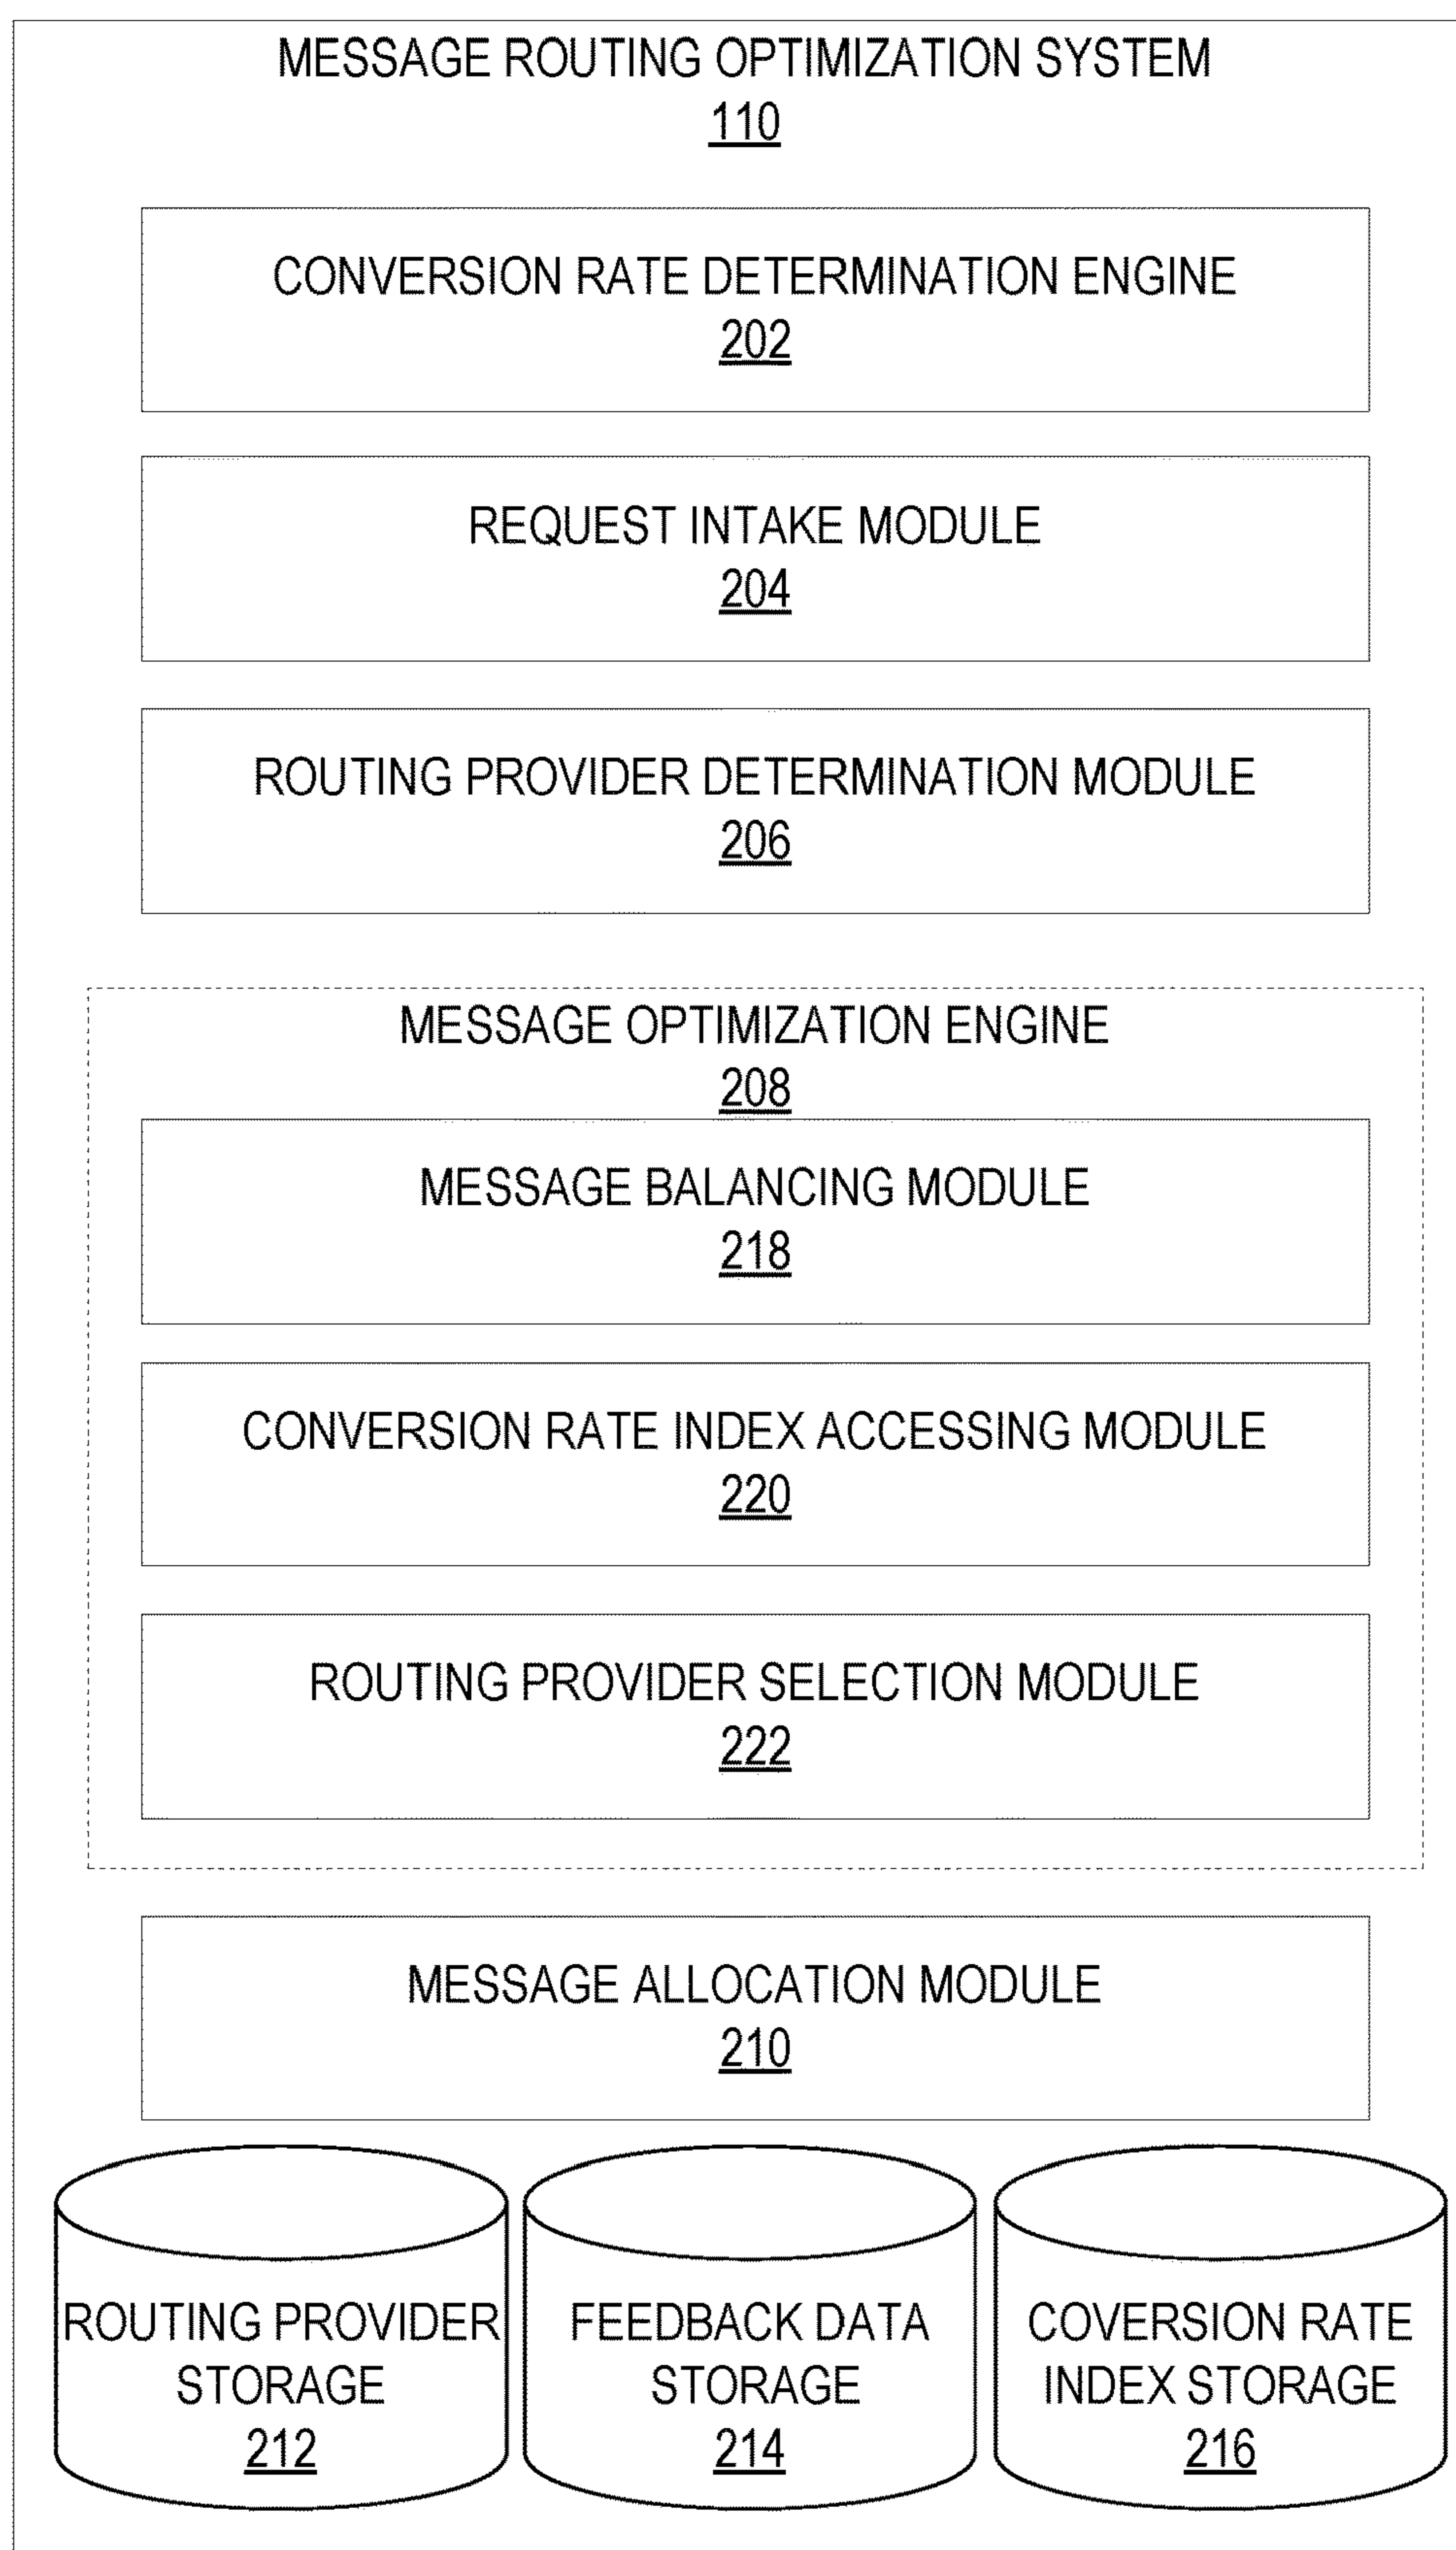 MESSAGE ROUTING OPTIMIZATION SYSTEM
110
CONVERSION RATE DETERMINATION ENGINE
202
REQUEST INTAKE MODULE
204
ROUTING PROVIDER DETERMINATION MODULE
206
MESSAGE OPTIMIZATION ENGINE
208
MESSAGE BALANCING MODULE
218
CONVERSION RATE INDEX ACCESSING MODULE
220
ROUTING PROVIDER SELECTION MODULE
222
MESSAGE ALLOCATION MODULE
210
ROUTING PROVIDER
STORAGE
212
FEEDBACK DATA
STORAGE
214
COVERSION RATE
INDEX STORAGE
216